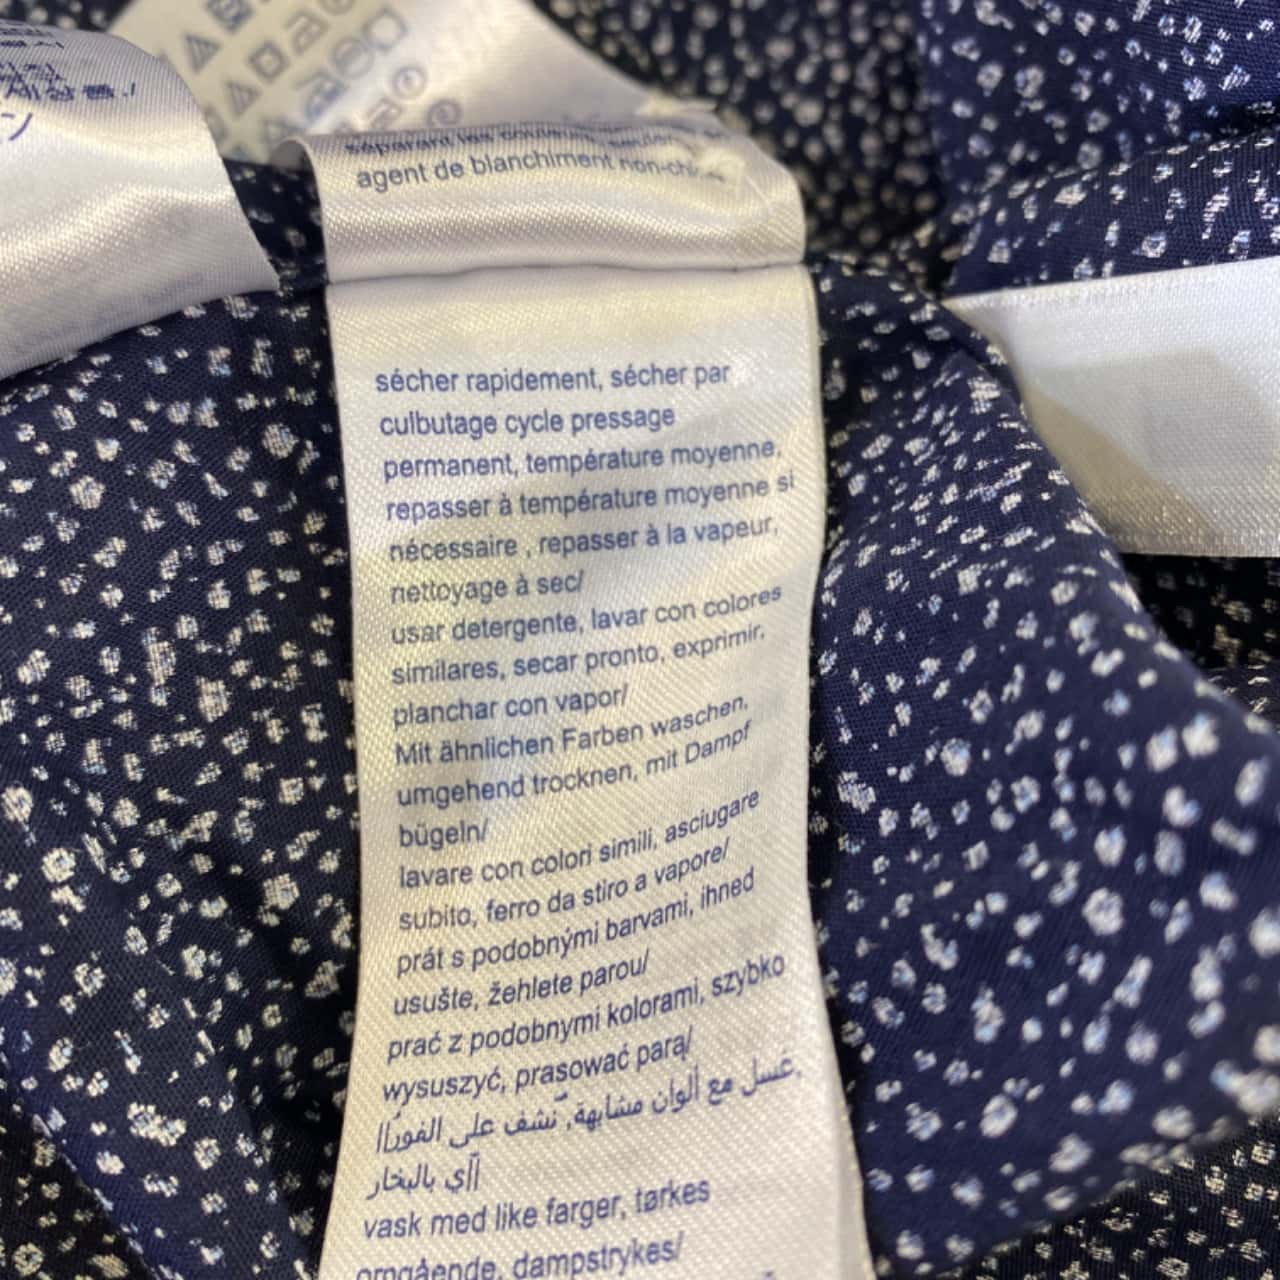 séparant les couleurs
agent de blanchiment
sécher rapidement, sécher par
culbutage cycle pressage
permanent, température moyenne,
repasser à température moyenne si
nécessaire , repasser à la vapeur,
nettoyage à sec/
usar detergente, lavar con colores
similares, secar pronto, exprimir,
planchar con vapor/
Mit ähnlichen Farben waschen,
umgehend trocknen, mit Dampf
bügeln/
lavare con colori simili, asciugare
subito, ferro da stiro a vapore/
prát s podobnými barvami, ihned
usušte, žehlete parou/
prać z podobnymi kolorami, szybko
wysuszyć, prasować parą/
غسل مع ألوان مشابهة, نشف على
بالبخار
vask med like farger, tørkes
omgående, dampstrykes/